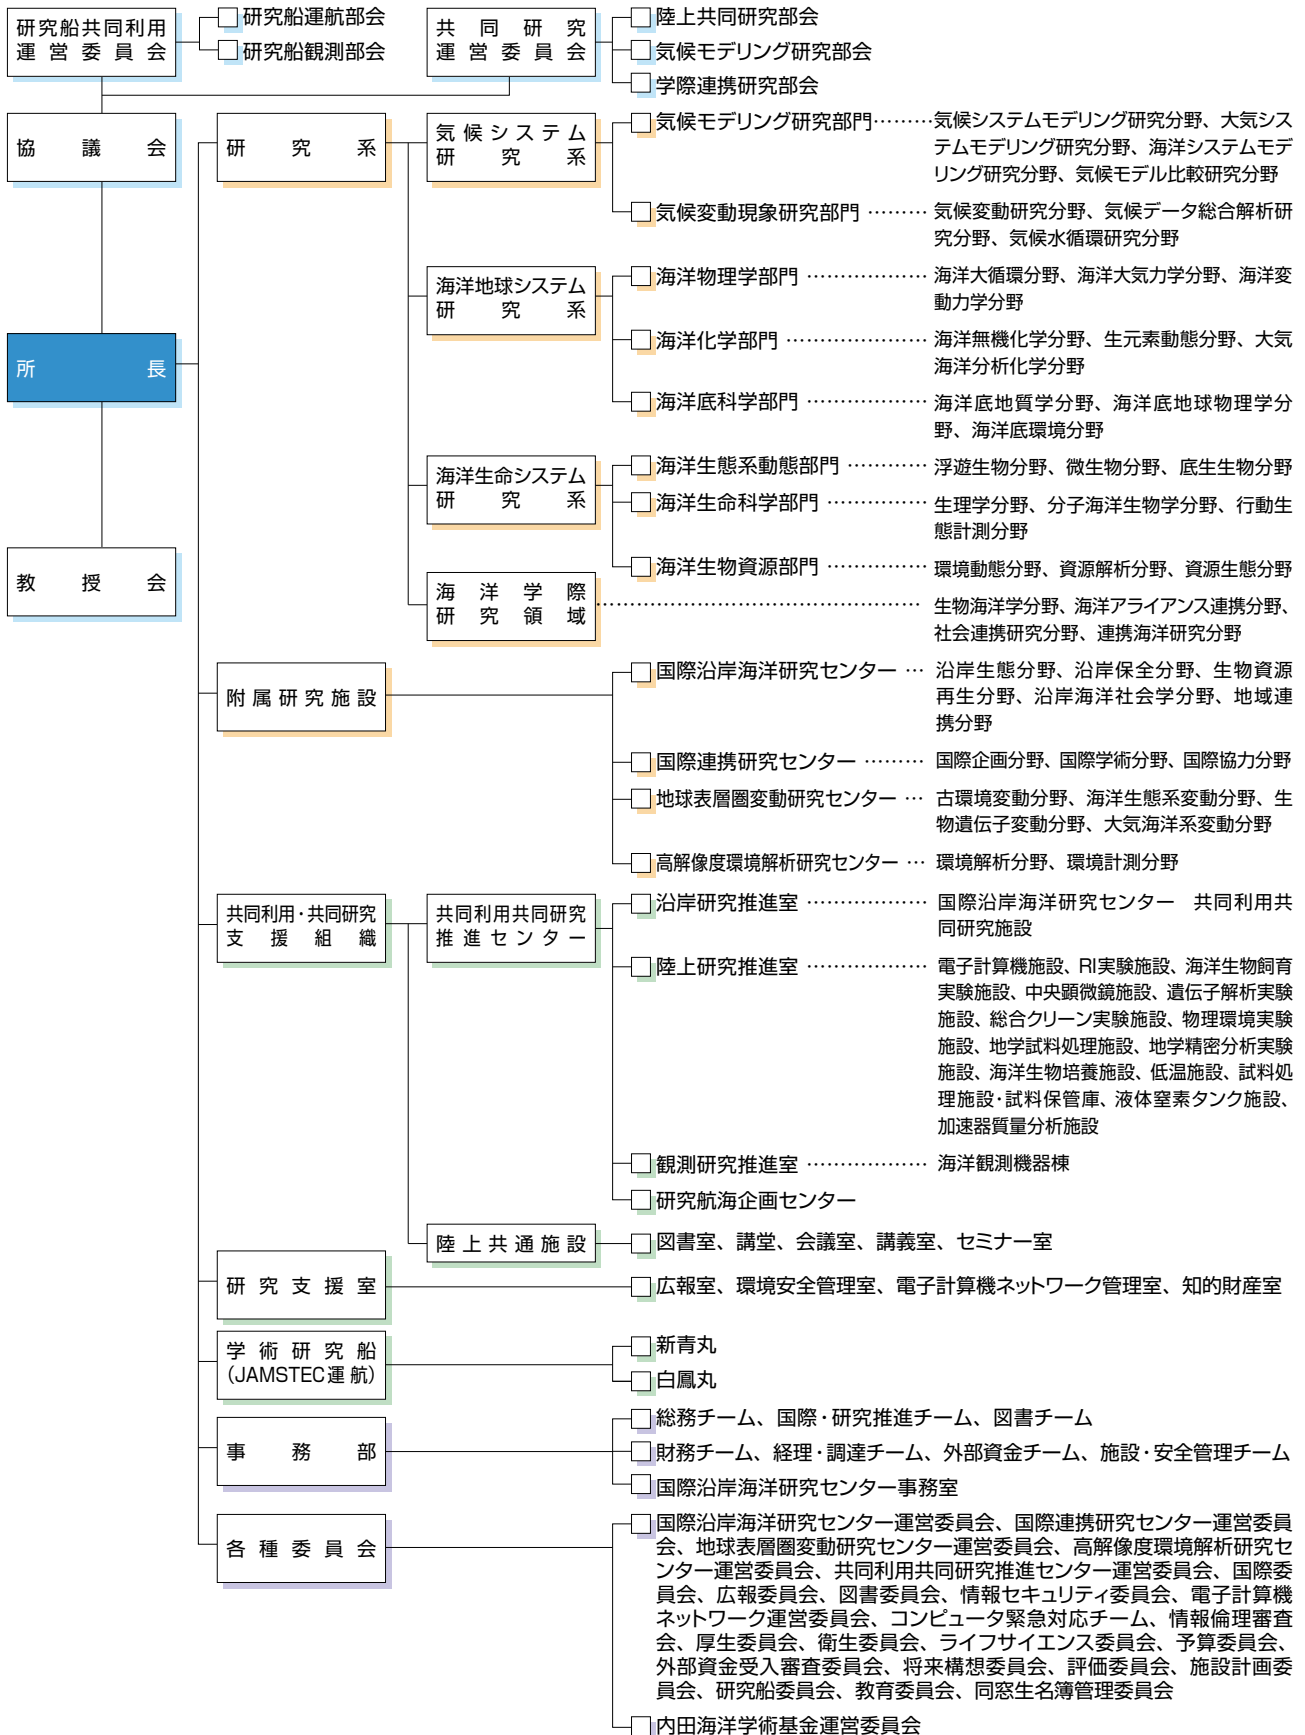 研究船共同利用
運営委員会
研究船運航部会
研究船観測部会
共同研究
運営委員会
陸上共同研究部会
気候モデリング研究部会
学際連携研究部会
協議会
所長
教授会
研究系
気候システム
研究系
気候モデリング研究部門………気候システムモデリング研究分野、大気シス
テムモデリング研究分野、海洋システムモデ
リング研究分野、気候モデル比較研究分野
気候変動現象研究部門………気候変動研究分野、気候データ総合解析研
究分野、気候水循環研究分野
海洋地球システム
研究系
海洋物理学部門………………海洋大循環分野、海洋大気力学分野、海洋変
動力学分野
海洋化学部門…………………海洋無機化学分野、生元素動態分野、大気
海洋分析化学分野
海洋底科学部門………………海洋底地質学分野、海洋底地球物理学分
野、海洋底環境分野
海洋生命システム
研究系
海洋生態系動態部門…………浮遊生物分野、微生物分野、底生生物分野
海洋生命科学部門……………生理学分野、分子海洋生物学分野、行動生
態計測分野
海洋生物資源部門……………環境動態分野、資源解析分野、資源生態分野
海洋学際
研究領域
…………………………………………生物海洋学分野、海洋アライアンス連携分野、
社会連携研究分野、連携海洋研究分野
附属研究施設
国際沿岸海洋研究センター…沿岸生態分野、沿岸保全分野、生物資源
再生分野、沿岸海洋社会学分野、地域連
携分野
国際連携研究センター………国際企画分野、国際学術分野、国際協力分野
地球表層圏変動研究センター…古環境変動分野、海洋生態系変動分野、生
物遺伝子変動分野、大気海洋系変動分野
高解像度環境解析研究センター…環境解析分野、環境計測分野
共同利用・共同研究
支援組織
共同利用共同研究
推進センター
沿岸研究推進室………………国際沿岸海洋研究センター 共同利用共
同研究施設
陸上研究推進室………………電子計算機施設、RI実験施設、海洋生物飼育
実験施設、中央顕微鏡施設、遺伝子解析実験
施設、総合クリーン実験施設、物理環境実験
施設、地学試料処理施設、地学精密分析実験
施設、海洋生物培養施設、低温施設、試料処
理施設・試料保管庫、液体窒素タンク施設、
加速器質量分析施設
観測研究推進室………………海洋観測機器棟
研究航海企画センター
陸上共通施設
図書室、講堂、会議室、講義室、セミナー室
研究支援室
広報室、環境安全管理室、電子計算機ネットワーク管理室、知的財産室
学術研究船
(JAMSTEC運航)
新青丸
白鳳丸
事務部
総務チーム、国際・研究推進チーム、図書チーム
財務チーム、経理・調達チーム、外部資金チーム、施設・安全管理チーム
国際沿岸海洋研究センター事務室
各種委員会
国際沿岸海洋研究センター運営委員会、国際連携研究センター運営委員
会、地球表層圏変動研究センター運営委員会、高解像度環境解析研究セ
ンター運営委員会、共同利用共同研究推進センター運営委員会、国際委
員会、広報委員会、図書委員会、情報セキュリティ委員会、電子計算機
ネットワーク運営委員会、コンピュータ緊急対応チーム、情報倫理審査
会、厚生委員会、衛生委員会、ライフサイエンス委員会、予算委員会、
外部資金受入審査委員会、将来構想委員会、評価委員会、施設計画委
員会、研究船委員会、教育委員会、同窓生名簿管理委員会
内田海洋学術基金運営委員会